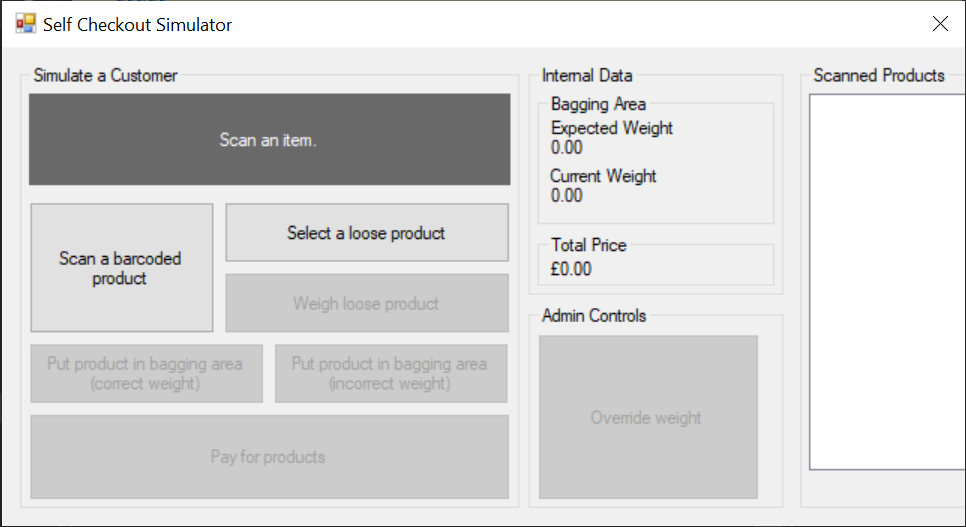 Self Checkout Simulator
Simulate a Customer
Scan an item.
Scan a barcoded
product
Select a loose product
Weigh loose product
Put product in bagging area
(correct weight)
Put product in bagging area
(incorrect weight)
Pay for products
Internal Data
Bagging Area
Expected Weight
0.00
Current Weight
0.00
Total Price
£0.00
Admin Controls
Override weight
Scanned Products